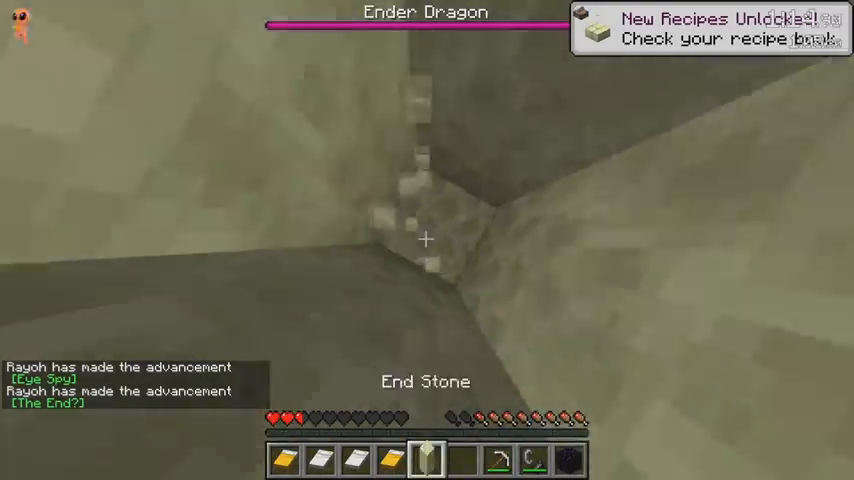 Ender Dragon
New Recipes Unlocked!
Check your recipe book
Rayoh has made the advancement
[Eye Spy]
Rayoh has made the advancement
[The End?]
End Stone